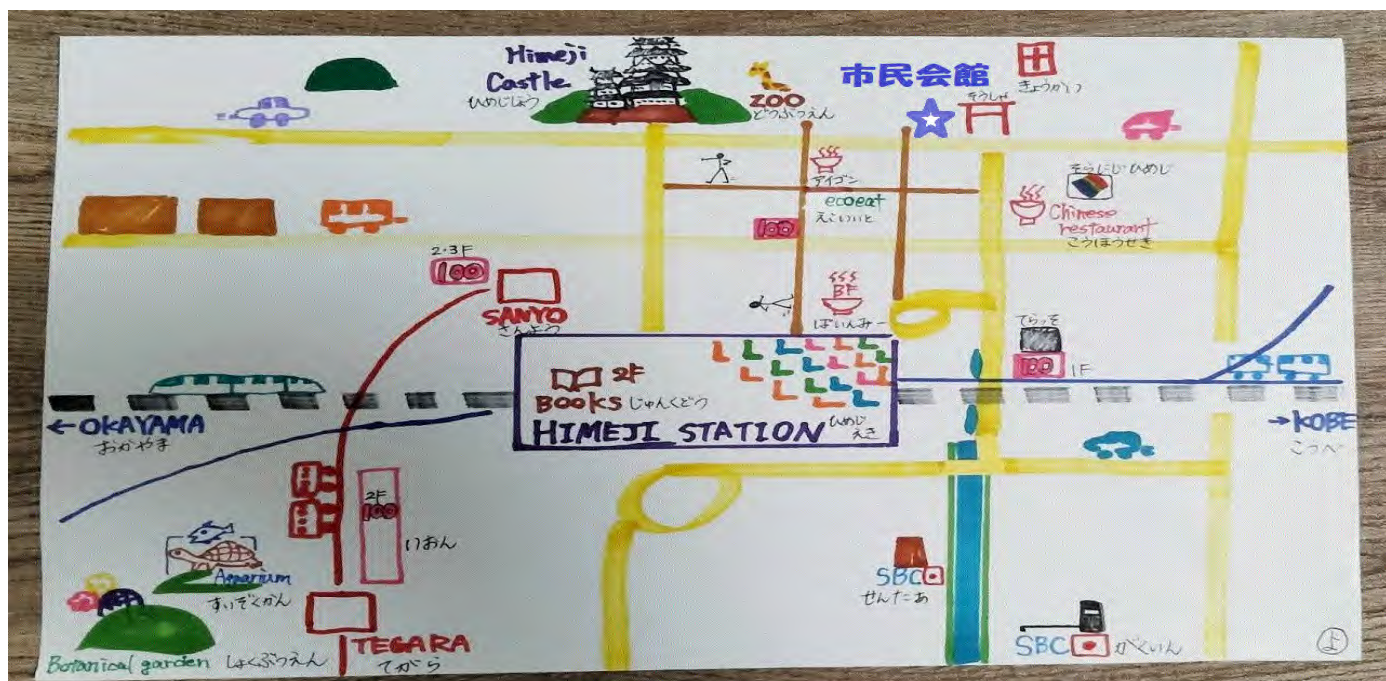 Himeji
Castle
ひめじじょう
ZOO
どうぶつえん
市民会館
そうしゃ
きょうかい
アイゴン
ecoeat
えこいいと
100
そらにじひめじ
Chinese
restaurant
こうほうせき
2・3F
100
SANYO
さんよう
BF
ばいんみー
てらっそ
100 1F
2F
BOOKS じゅんくどう
HIMEJI STATION ひめじ
えき
←OKAYAMA
おかやま
→KOBE
こうべ
2F
100
いおん
Aquarium
すいぞくかん
SBC
せんたあ
TEGARA
てがら
Botanical garden しょくぶつえん
SBC がくいん
よ